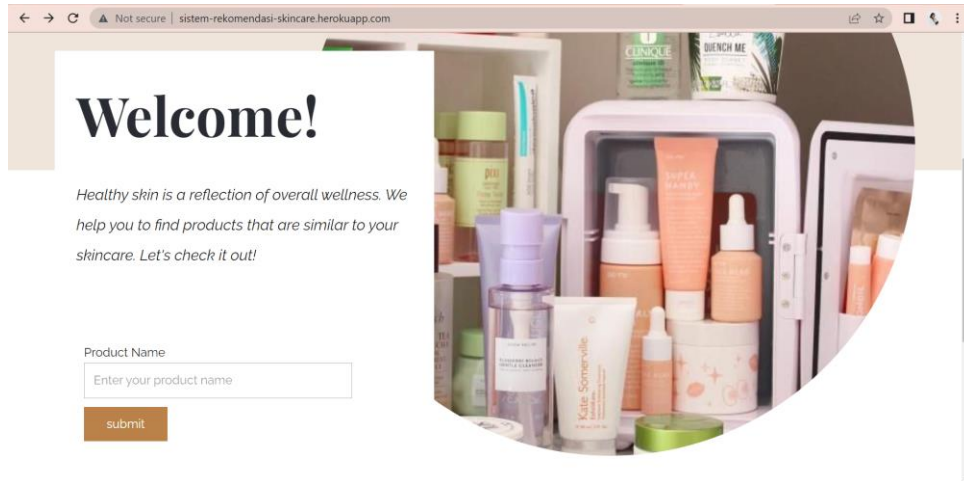 Not secure | sistem-rekomendasi-skincare.herokuapp.com
Welcome!
Healthy skin is a reflection of overall wellness. We
help you to find products that are similar to your
skincare. Let's check it out!
Product Name
Enter your product name
submit
CLINIQUE
QUENCH ME
pixi
SUPER
Kate Somerville